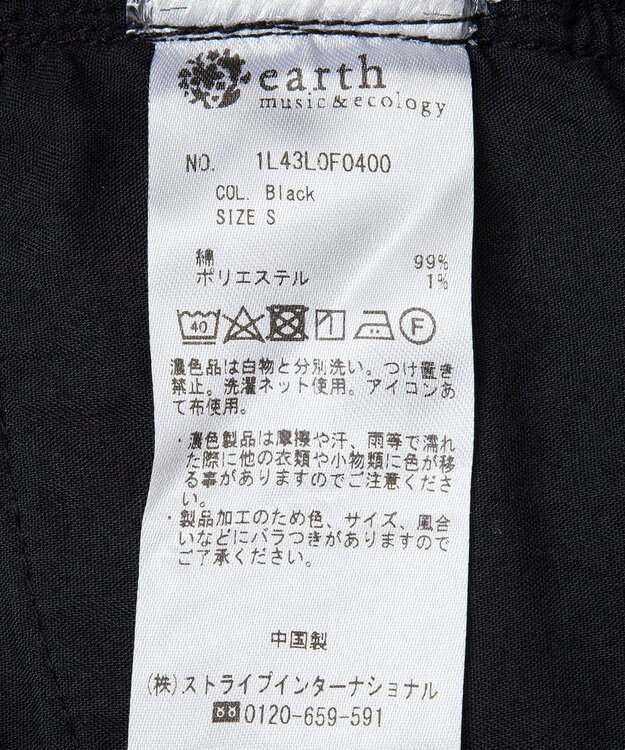 earth
music&ecology
NO. 1L43L0F0400
COL. Black
SIZE S
綿 99%
ポリエステル 1%
40 F
濃色品は白物と分別洗い。つけ置き
禁止。洗濯ネット使用。アイロンあ
て布使用。
・濃色製品は摩擦や汗、雨等で濡れ
た際に他の衣類や小物類に色が移
る事がありますのでご注意くださ
い。
・製品加工のため色、サイズ、風合
いなどにバラつきがありますので
ご了承ください。
中国製
(株)ストライプインターナショナル
0120-659-591